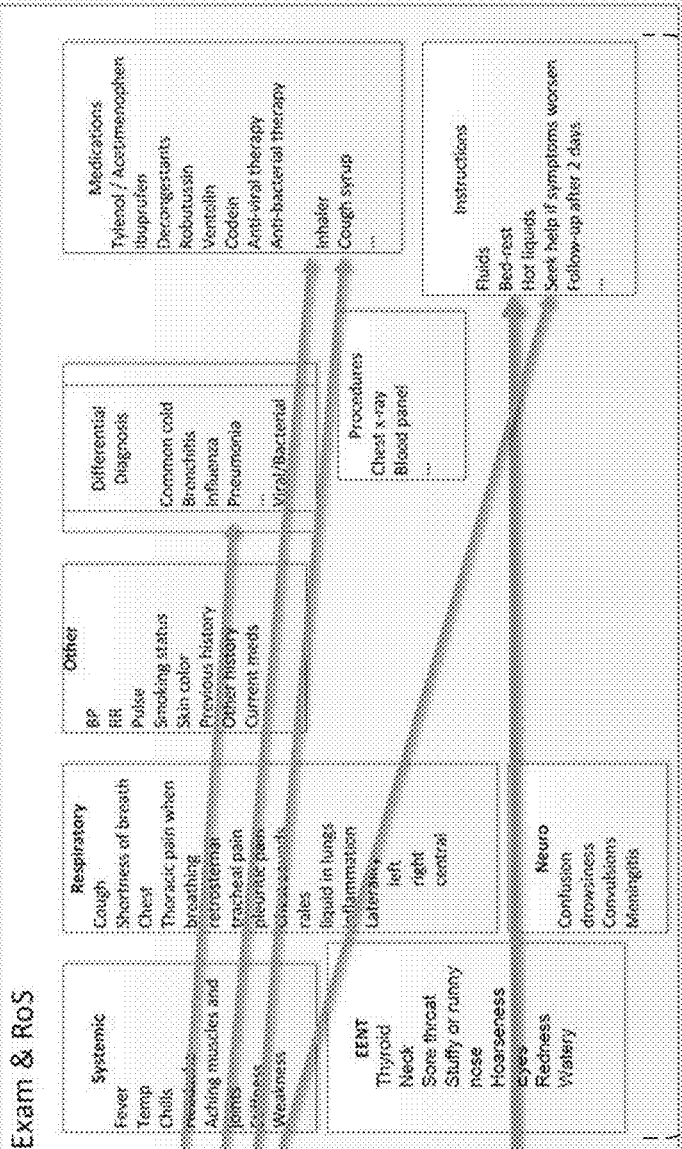 Exam & RoS
Systemic
Fever
Temp
Chills
Aching muscles and
joints
Weakness
EENT
Thyroid
Neck
Sore throat
Stuffy or runny
nose
Hoarseness
Eyes
Redness
Watery
Respiratory
Cough
Shortness of breath
Chest
Thoracic pain when
breathing
retrosternal
tracheal pain
pleuritic pain
rales
liquid in lungs
inflammation
Laterality
left
right
central
Neuro
Confusion
drowsiness
Convulsions
Meningitis
Other
BP
RR
Pulse
Smoking status
Skin color
Previous history
Other history
Current meds
Differential
Diagnosis
Common cold
Bronchitis
Influenza
Pneumonia
...
Viral/Bacterial
Procedures
Chest x-ray
Blood panel
...
Medications
Tylenol / Acetmenophen
Ibuprofen
Decongestants
Robutussin
Ventelin
Codein
Anti-viral therapy
Anti-bacterial therapy
Inhaler
Cough syrup
...
Instructions
Fluids
Bed-rest
Hot liquids
Seek help if symptoms worsen
Follow-up after 2 days
...